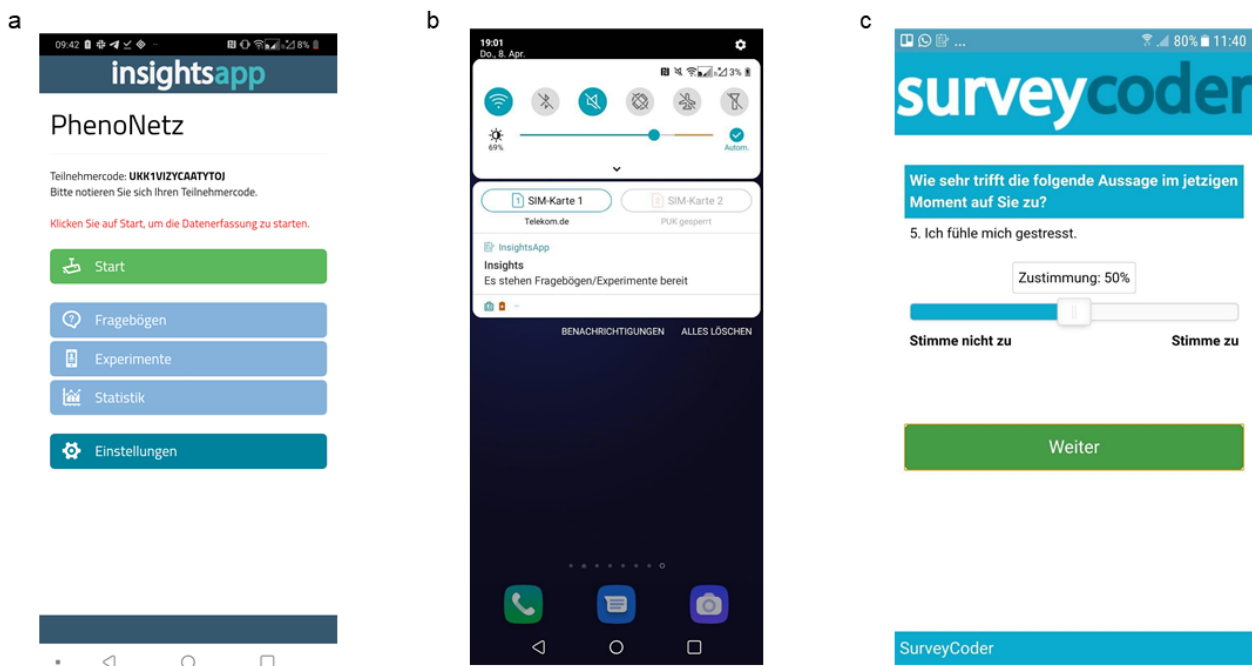 a
09:42
8%
insightsapp
PhenoNetz
Teilnehmercode: UKK1VIZYCAATYTOJ
Bitte notieren Sie sich Ihren Teilnehmercode.
Klicken Sie auf Start, um die Datenerfassung zu starten.
Start
Fragebögen
Experimente
Statistik
Einstellungen
b
19:01
Do., 8. Apr.
3%
69%
Autom.
1 SIM-Karte 1
2 SIM-Karte 2
Telekom.de
PUK gesperrt
InsightsApp
Insights
Es stehen Fragebögen/Experimente bereit
BENACHRICHTIGUNGEN ALLES LÖSCHEN
c
... 80% 11:40
surveycoder
Wie sehr trifft die folgende Aussage im jetzigen
Moment auf Sie zu?
5. Ich fühle mich gestresst.
Zustimmung: 50%
Stimme nicht zu
Stimme zu
Weiter
SurveyCoder